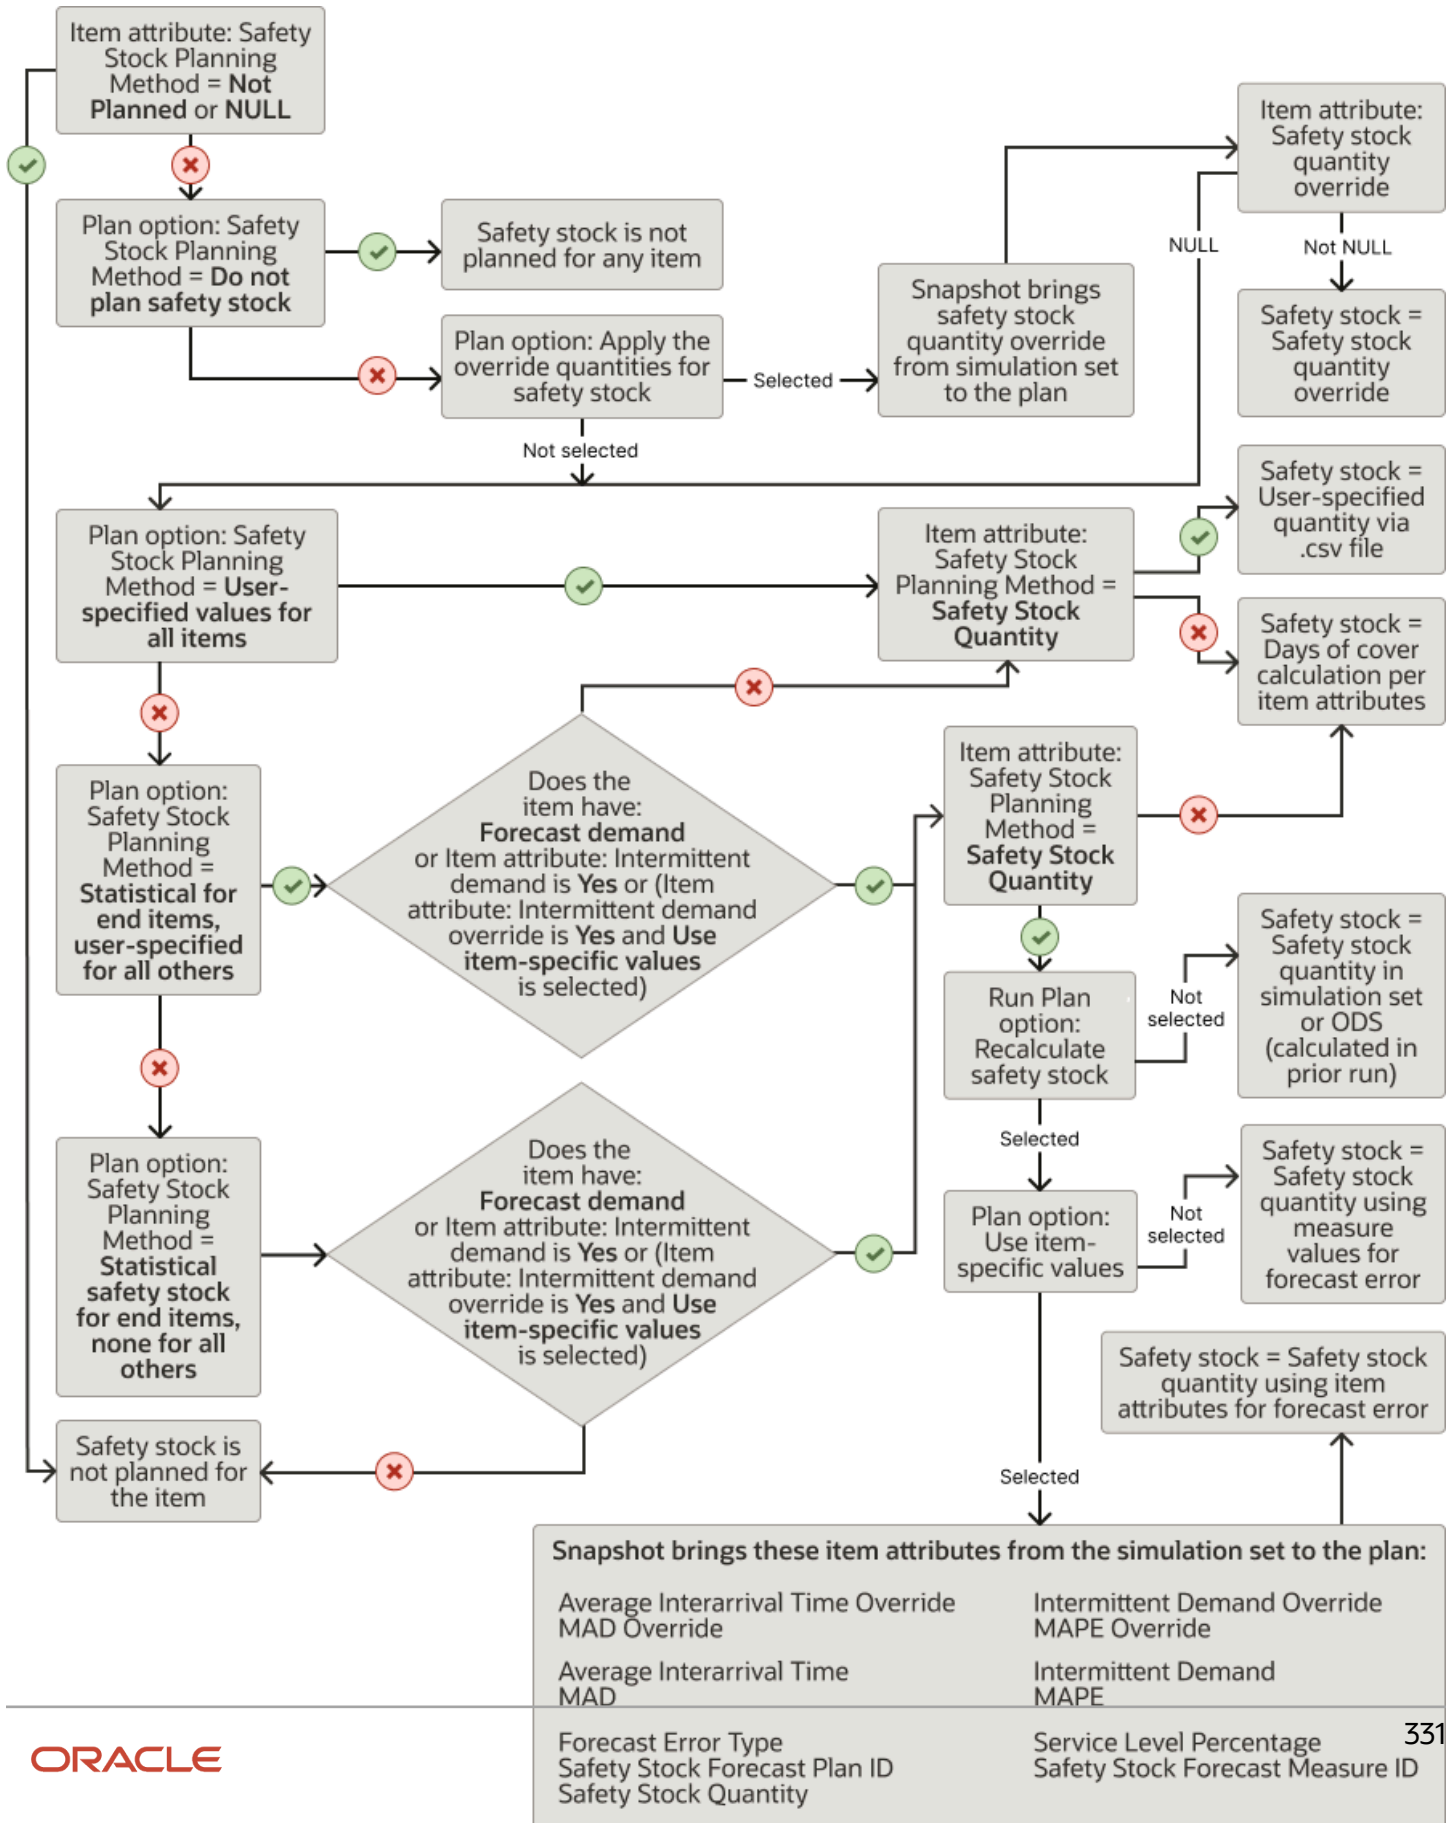 Item attribute: Safety
Stock Planning
Method = Not
Planned or NULL
Plan option: Safety
Stock Planning
Method = Do not
plan safety stock
Safety stock is not
planned for any item
Plan option: Apply the
override quantities for
safety stock
Selected
Not selected
Snapshot brings
safety stock
quantity override
from simulation set
to the plan
Item attribute:
Safety stock
quantity
override
NULL
Not NULL
Safety stock =
Safety stock
quantity
override
Plan option: Safety
Stock Planning
Method = User-
specified values for
all items
Item attribute:
Safety Stock
Planning Method =
Safety Stock
Quantity
Safety stock =
User-specified
quantity via
.csv file
Safety stock =
Days of cover
calculation per
item attributes
Plan option:
Safety Stock
Planning
Method =
Statistical for
end items,
user-specified
for all others
Does the
item have:
Forecast demand
or Item attribute: Intermittent
demand is Yes or (Item
attribute: Intermittent demand
override is Yes and Use
item-specific values
is selected)
Item attribute:
Safety Stock
Planning
Method =
Safety Stock
Quantity
Run Plan
option:
Recalculate
safety stock
Not
selected
Safety stock =
Safety stock
quantity in
simulation set
or ODS
(calculated in
prior run)
Selected
Plan option:
Safety Stock
Planning
Method =
Statistical
safety stock
for end items,
none for all
others
Does the
item have:
Forecast demand
or Item attribute: Intermittent
demand is Yes or (Item
attribute: Intermittent demand
override is Yes and Use
item-specific values
is selected)
Plan option:
Use item-
specific values
Not
selected
Safety stock =
Safety stock
quantity using
measure
values for
forecast error
Safety stock = Safety stock
quantity using item
attributes for forecast error
Safety stock is
not planned for
the item
Selected
Snapshot brings these item attributes from the simulation set to the plan:
Average Interarrival Time Override
MAD Override
Intermittent Demand Override
MAPE Override
Average Interarrival Time
MAD
Intermittent Demand
MAPE
Forecast Error Type
Safety Stock Forecast Plan ID
Safety Stock Quantity
Service Level Percentage
Safety Stock Forecast Measure ID
331
ORACLE